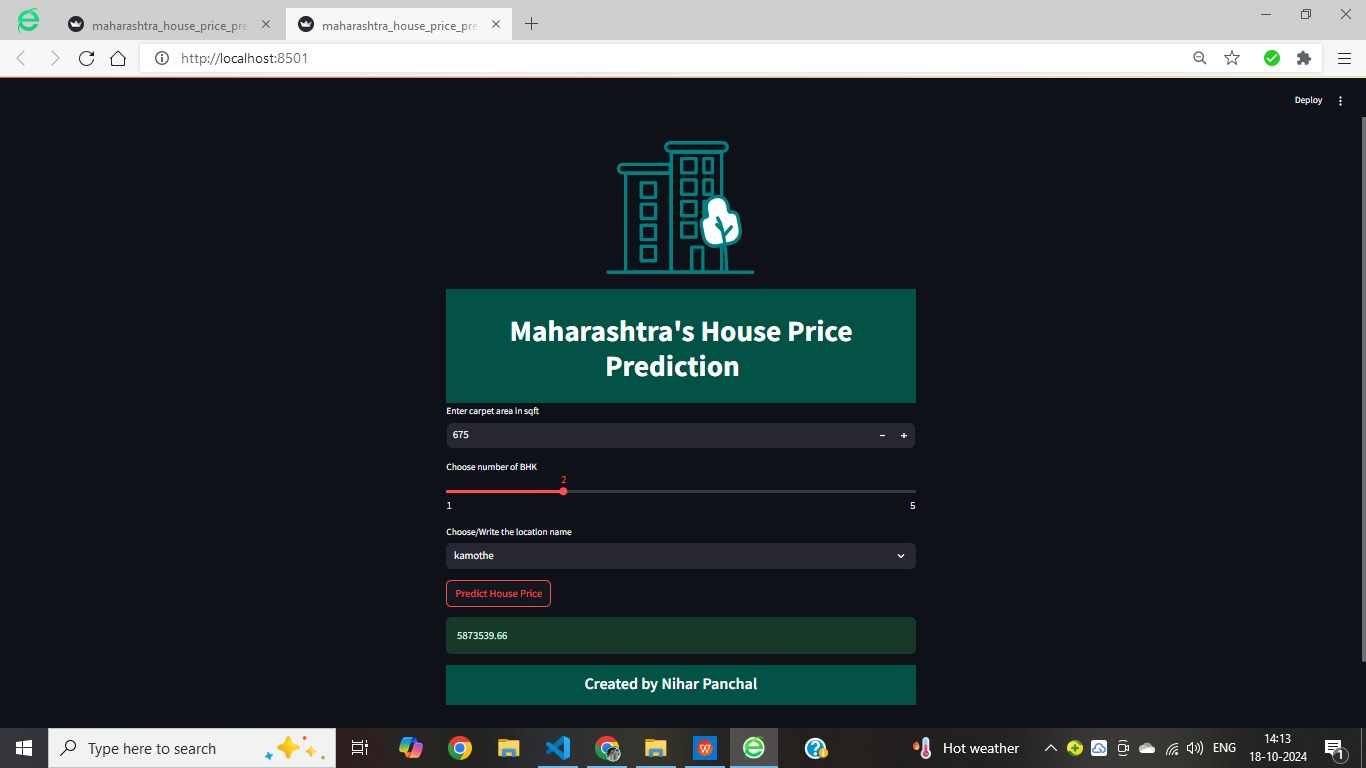 maharashtra_house_price_pre
maharashtra_house_price_pre
http://localhost:8501
Deploy
Maharashtra's House Price
Prediction
Enter carpet area in sqft
675
Choose number of BHK
2
1
5
Choose/Write the location name
kamothe
Predict House Price
5873539.66
Created by Nihar Panchal
Type here to search
Hot weather
ENG
14:13
18-10-2024
1